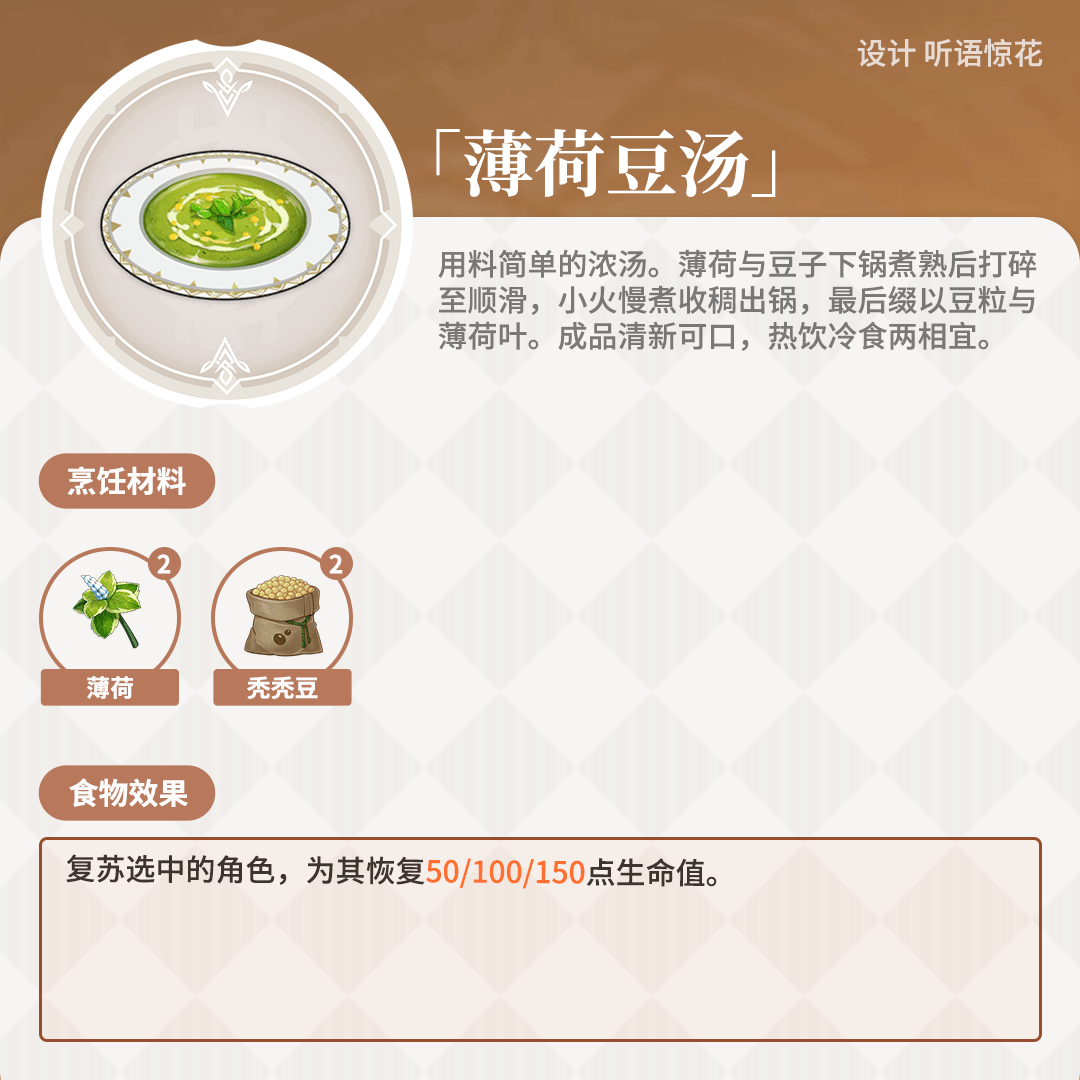 设计 听语惊花
「薄荷豆汤」
用料简单的浓汤。薄荷与豆子下锅煮熟后打碎
至顺滑，小火慢煮收稠出锅，最后缀以豆粒与
薄荷叶。成品清新可口，热饮冷食两相宜。
烹饪材料
2
2
薄荷
秃秃豆
食物效果
复苏选中的角色，为其恢复50/100/150点生命值。